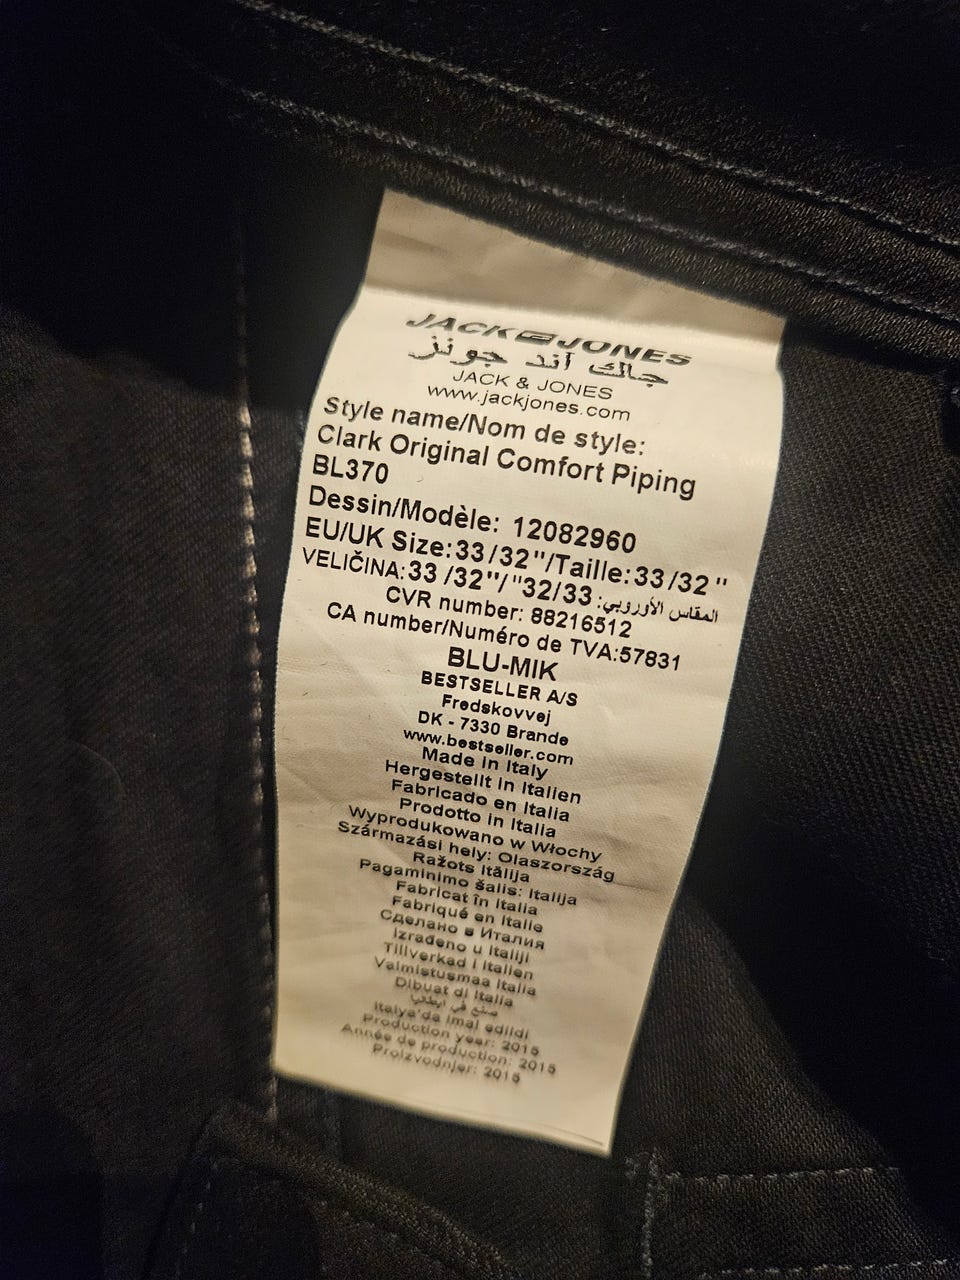 JACK JONES
جاك آند جونز
JACK & JONES
www.jackjones.com
Style name/Nom de style:
Clark Original Comfort Piping
BL370
Dessin/Modèle: 12082960
EU/UK Size:33/32"/Taille:33/32"
VELIČINA:33/32"/"32/33:المقاس الأوروبي
CVR number: 88216512
CA number/Numéro de TVA:57831
BLU-MIK
BESTSELLER A/S
Fredskovvej
DK - 7330 Brande
www.bestseller.com
Made in Italy
Hergestellt in Italien
Fabricado en Italia
Prodotto in Italia
Wyprodukowano w Włochy
Származási hely: Olaszország
Ražots Itālija
Pagaminimo šalis: Italija
Fabricat în Italia
Fabriqué en Italie
Сделано в Италия
Izrađeno u Italiji
Tillverkad i Italien
Valmistusmaa Italia
Dibuat di Italia
صنع في ايطاليا
Italya'da imal edildi
Production year: 2015
Année de production: 2015
Proizvodnjer: 2015